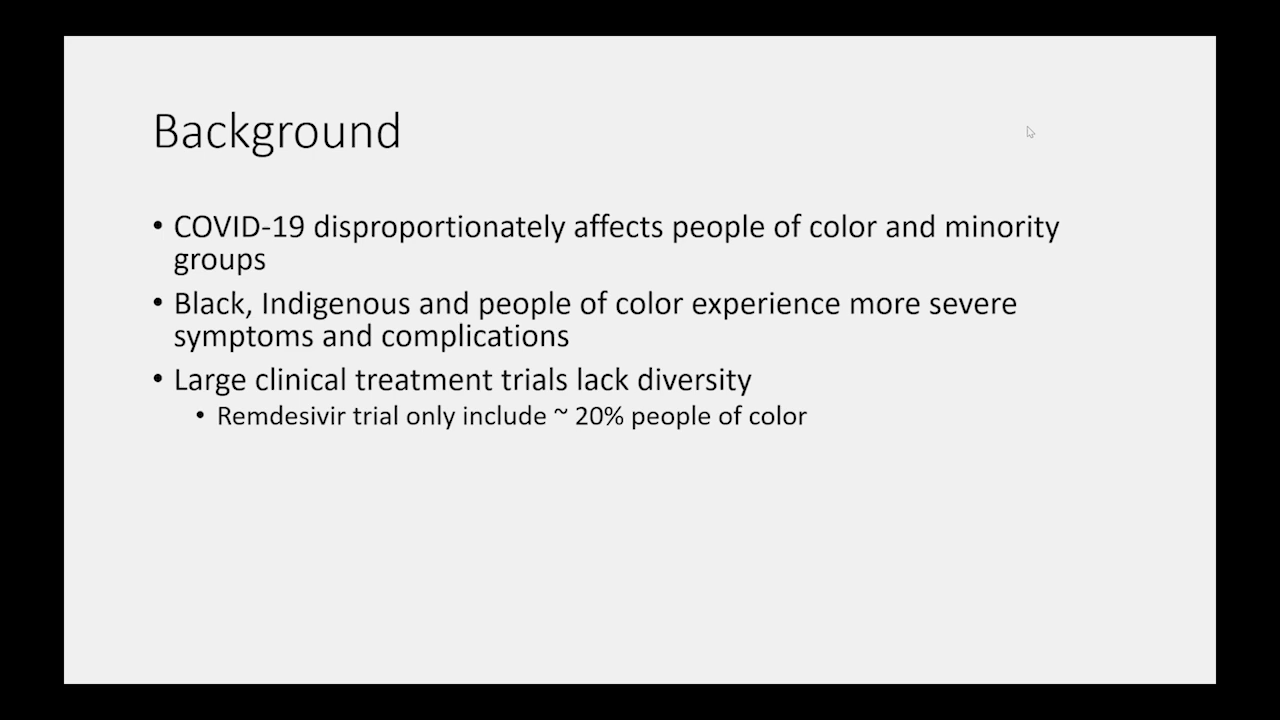 Background
• COVID-19 disproportionately affects people of color and minority
groups
• Black, Indigenous and people of color experience more severe
symptoms and complications
• Large clinical treatment trials lack diversity
• Remdesivir trial only include ~ 20% people of color